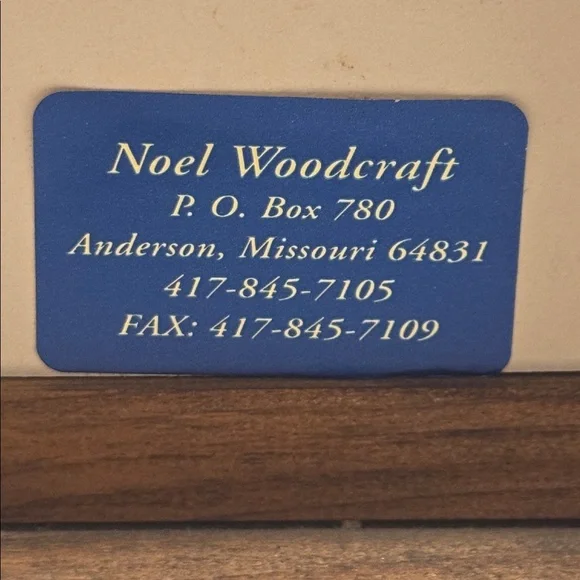 Noel Woodcraft
P. O. Box 780
Anderson, Missouri 64831
417-845-7105
FAX: 417-845-7109